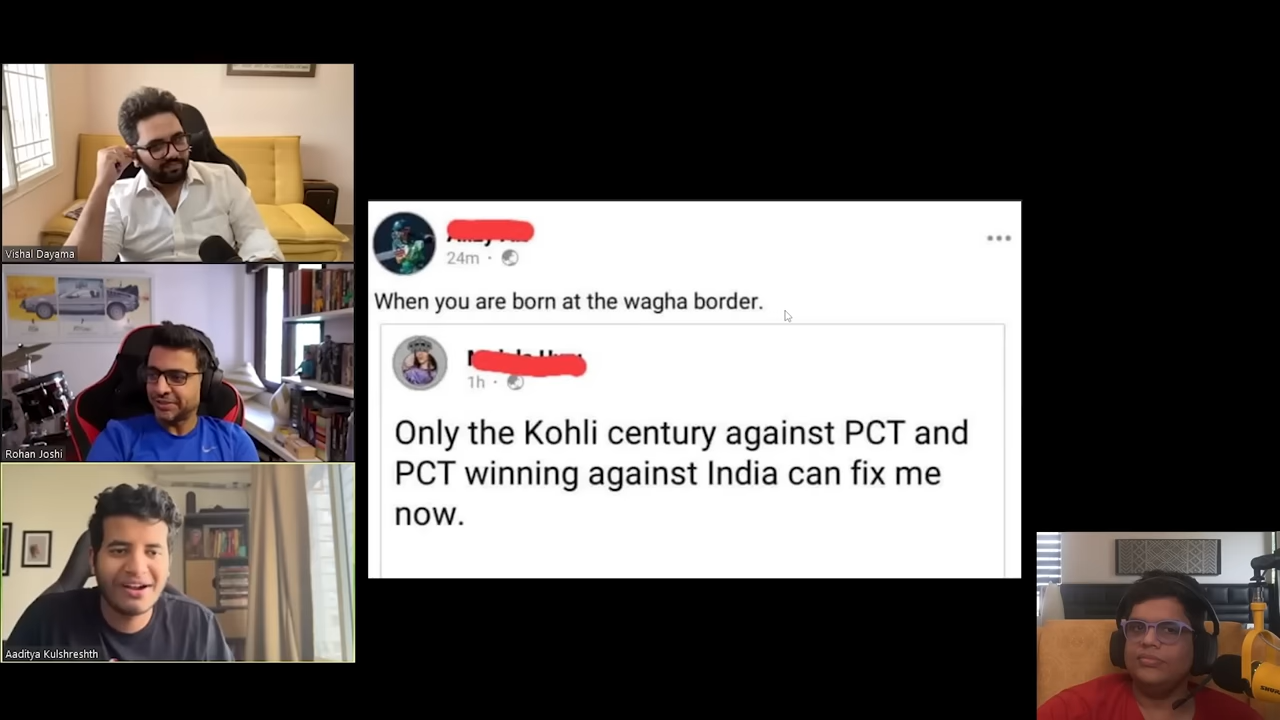 Vishal Dayama
Rohan Joshi
Aaditya Kulshreshth
24m ·
When you are born at the wagha border.
1h ·
Only the Kohli century against PCT and
PCT winning against India can fix me
now.